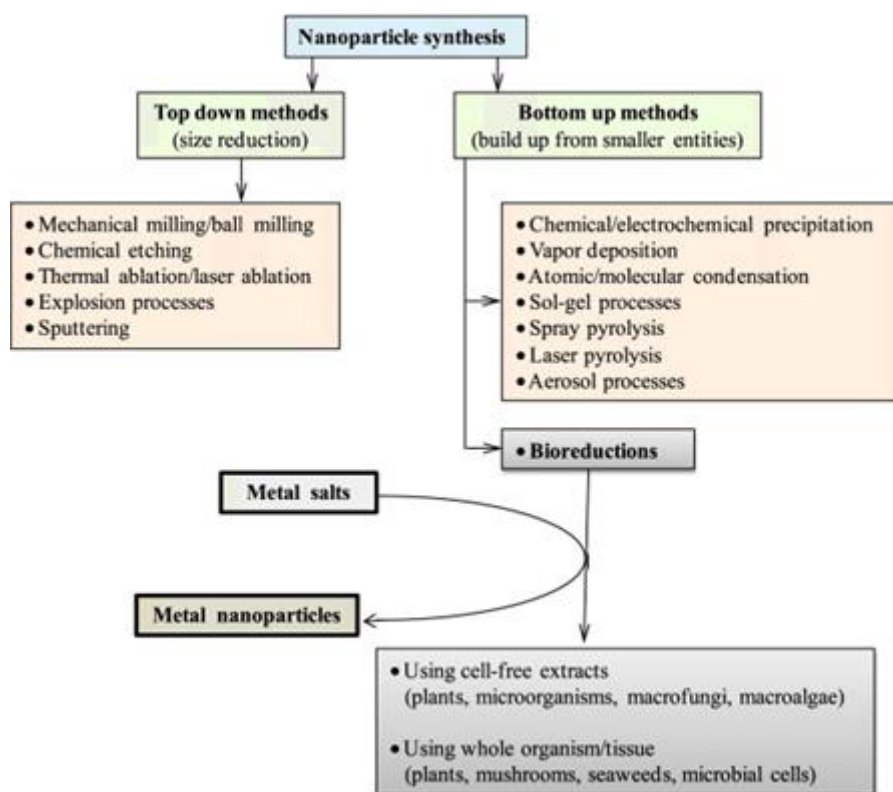 Nanoparticle synthesis
Top down methods
(size reduction)
Bottom up methods
(build up from smaller entities)
• Mechanical milling/ball milling
• Chemical etching
• Thermal ablation/laser ablation
• Explosion processes
• Sputtering
• Chemical/electrochemical precipitation
• Vapor deposition
• Atomic/molecular condensation
• Sol-gel processes
• Spray pyrolysis
• Laser pyrolysis
• Aerosol processes
• Bioreductions
Metal salts
Metal nanoparticles
• Using cell-free extracts
(plants, microorganisms, macrofungi, macroalgae)
• Using whole organism/tissue
(plants, mushrooms, seaweeds, microbial cells)